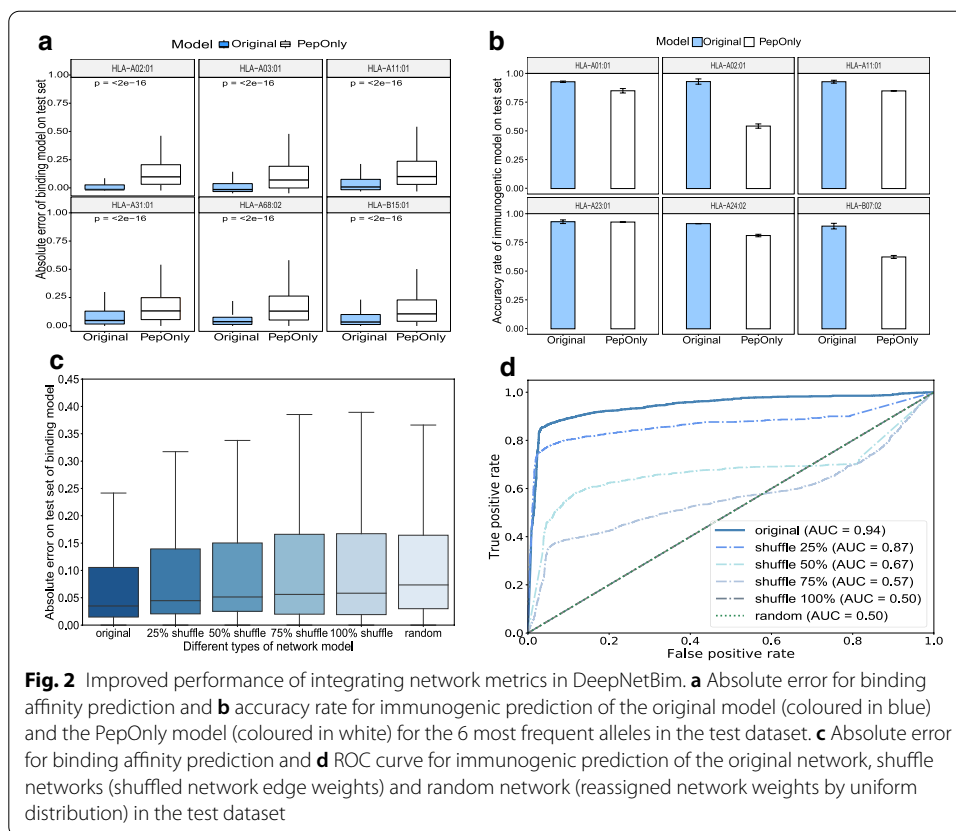 a
Model Original PepOnly
HLA-A02:01 HLA-A03:01 HLA-A11:01
p = <2e-16 p = <2e-16 p = <2e-16
1.00
0.75
0.50
0.25
0.00
HLA-A31:01 HLA-A68:02 HLA-B15:01
p = <2e-16 p = <2e-16 p = <2e-16
1.00
0.75
0.50
0.25
0.00
Absolute error of binding model on test set
Original PepOnly Original PepOnly Original PepOnly
b
Model Original PepOnly
HLA-A01:01 HLA-A02:01 HLA-A11:01
1.00
0.75
0.50
0.25
0.00
HLA-A23:01 HLA-A24:02 HLA-B07:02
1.00
0.75
0.50
0.25
0.00
Accuracy rate of immunogentic model on test set
Original PepOnly Original PepOnly Original PepOnly
c
0.45
0.40
0.35
0.30
0.25
0.20
0.15
0.10
0.05
0.00
Absolute error on test set of binding model
original 25% shuffle 50% shuffle 75% shuffle 100% shuffle random
Different types of network model
d
1.0
0.8
0.6
0.4
0.2
0.0
True positive rate
original (AUC = 0.94)
shuffle 25% (AUC = 0.87)
shuffle 50% (AUC = 0.67)
shuffle 75% (AUC = 0.57)
shuffle 100% (AUC = 0.50)
random (AUC = 0.50)
0.0 0.2 0.4 0.6 0.8 1.0
False positive rate
Fig. 2 Improved performance of integrating network metrics in DeepNetBim. a Absolute error for binding
affinity prediction and b accuracy rate for immunogenic prediction of the original model (coloured in blue)
and the PepOnly model (coloured in white) for the 6 most frequent alleles in the test dataset. c Absolute error
for binding affinity prediction and d ROC curve for immunogenic prediction of the original network, shuffle
networks (shuffled network edge weights) and random network (reassigned network weights by uniform
distribution) in the test dataset